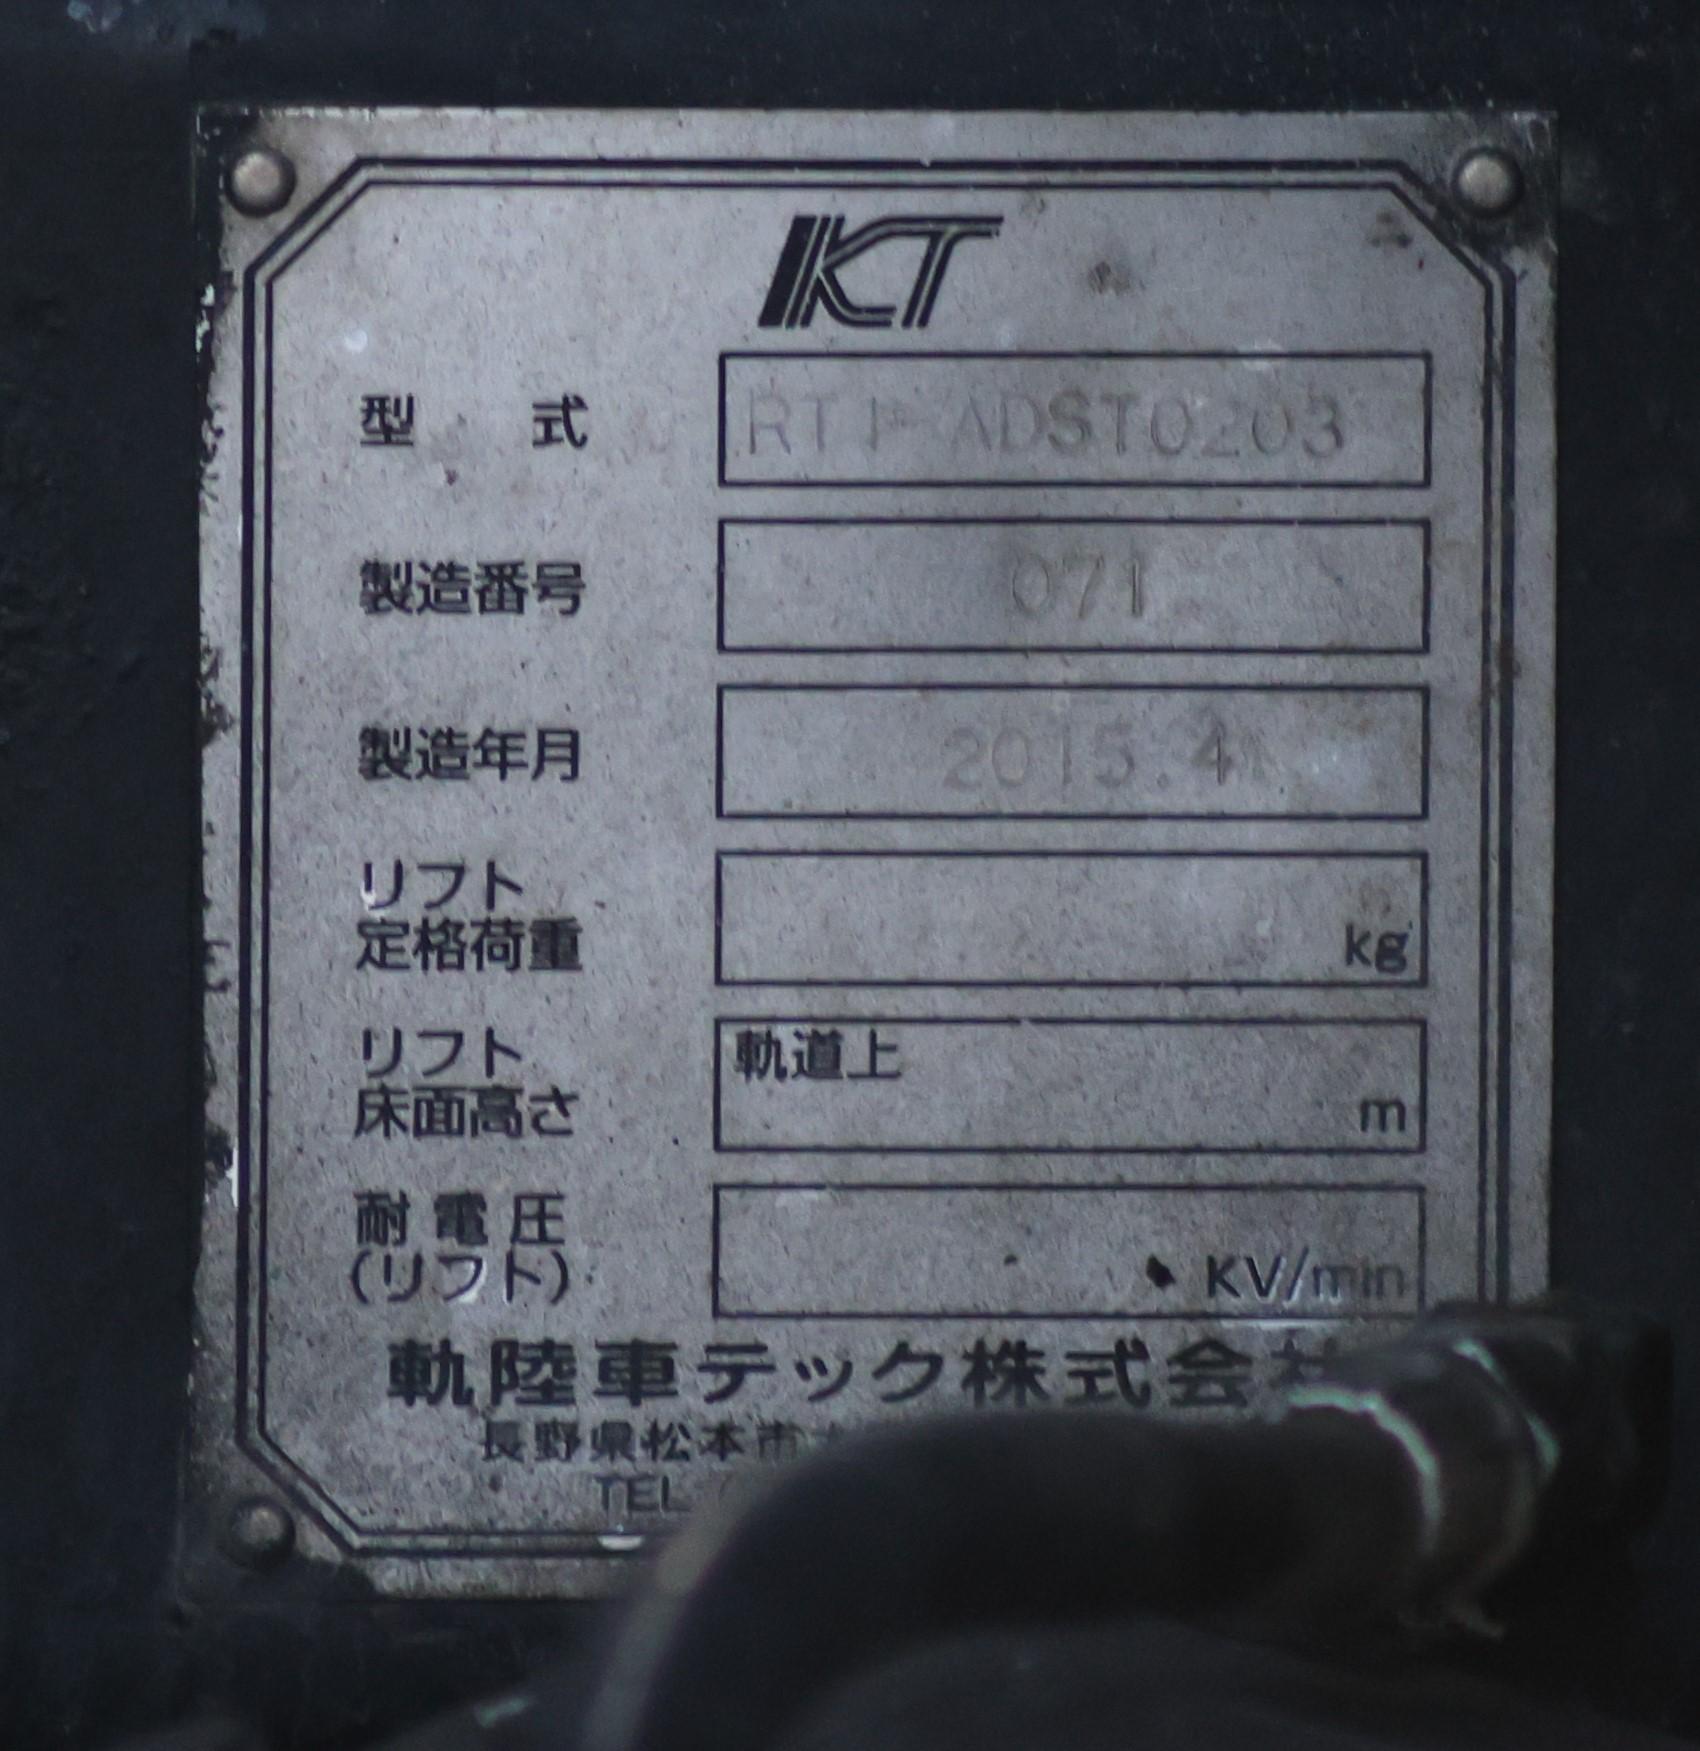 KT
型式 RT1-ADST0203
製造番号 071
製造年月 2015.4
リフト
定格荷重 kg
リフト 軌道上
床面高さ m
耐電圧
(リフト) KV/min
軌陸車テック株式会社
長野県松本市
TEL